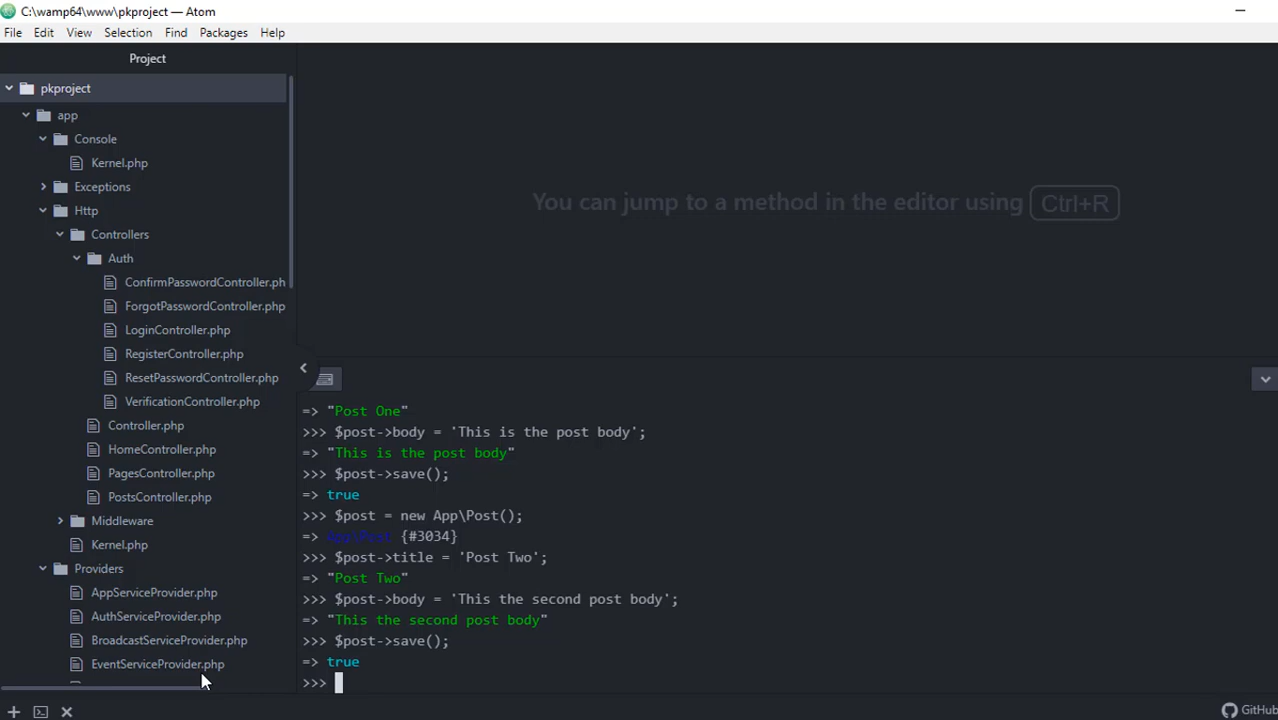 C:\wamp64\www\pkproject — Atom
File Edit View Selection Find Packages Help
Project
pkproject
app
Console
Kernel.php
Exceptions
Http
Controllers
Auth
ConfirmPasswordController.ph
ForgotPasswordController.php
LoginController.php
RegisterController.php
ResetPasswordController.php
VerificationController.php
Controller.php
HomeController.php
PagesController.php
PostsController.php
Middleware
Kernel.php
Providers
AppServiceProvider.php
AuthServiceProvider.php
BroadcastServiceProvider.php
EventServiceProvider.php
You can jump to a method in the editor using Ctrl+R
=> "Post One"
>>> $post->body = 'This is the post body';
=> "This is the post body"
>>> $post->save();
=> true
>>> $post = new App\Post();
=> App\Post {#3034}
>>> $post->title = 'Post Two';
=> "Post Two"
>>> $post->body = 'This the second post body';
=> "This the second post body"
>>> $post->save();
=> true
>>>
GitHub